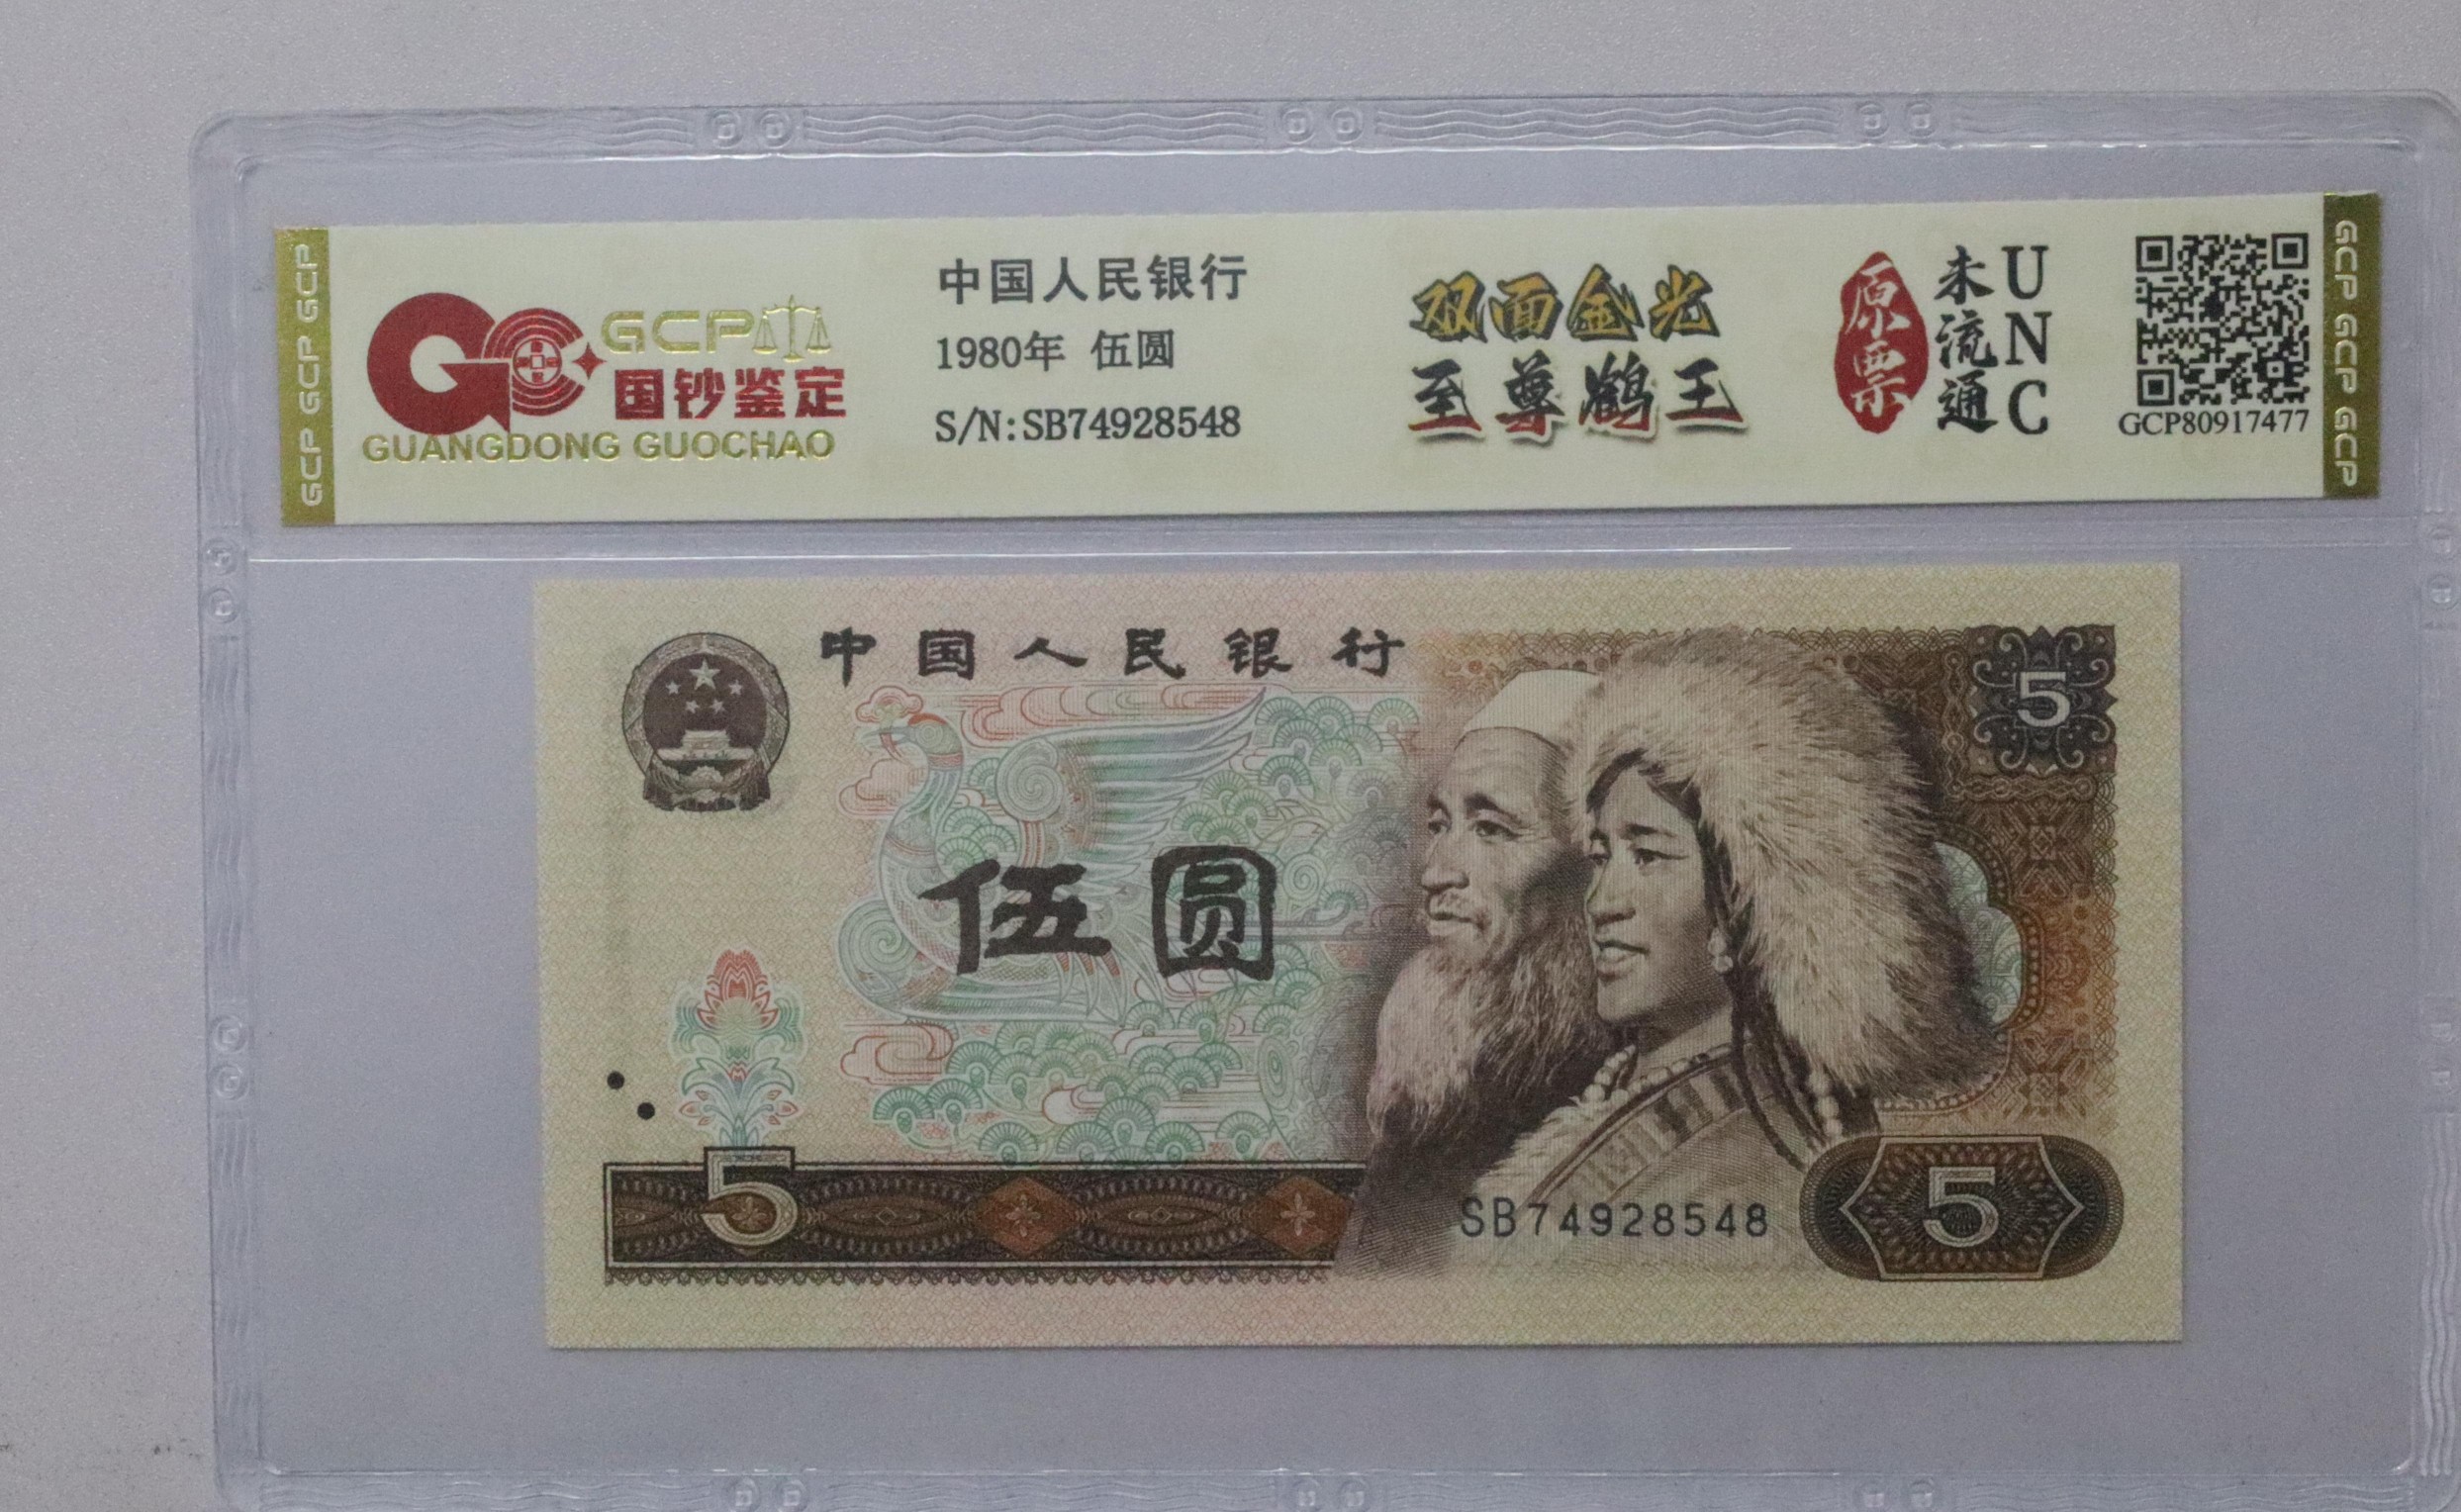 GCP GCP GCP
GCP
国钞鉴定
GUANGDONG GUOCHAO
中国人民银行
1980年 伍圆
S/N:SB74928548
双面金光
至尊鹤王
原票
未流通
UNC
GCP80917477
GCP GCP GCP
中国人民银行
5
伍圆
5
SB74928548
5